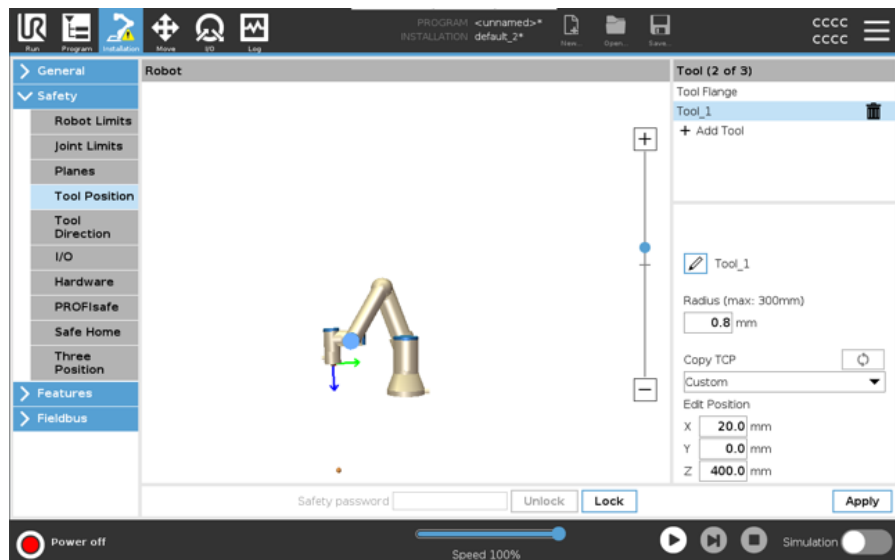 UR
PROGRAM <unnamed>*
INSTALLATION default_2*
CCCC
CCCC
Run Program Installation Move I/O Log
New... Open... Save...
General
Safety
Robot Limits
Joint Limits
Planes
Tool Position
Tool
Direction
I/O
Hardware
PROFIsafe
Safe Home
Three
Position
Features
Fieldbus
Robot
Tool (2 of 3)
Tool Flange
Tool_1
+ Add Tool
Tool_1
Radius (max: 300mm)
0.8 mm
Copy TCP
Custom
Edit Position
X 20.0 mm
Y 0.0 mm
Z 400.0 mm
Safety password Unlock Lock
Apply
Power off
Speed 100%
Simulation